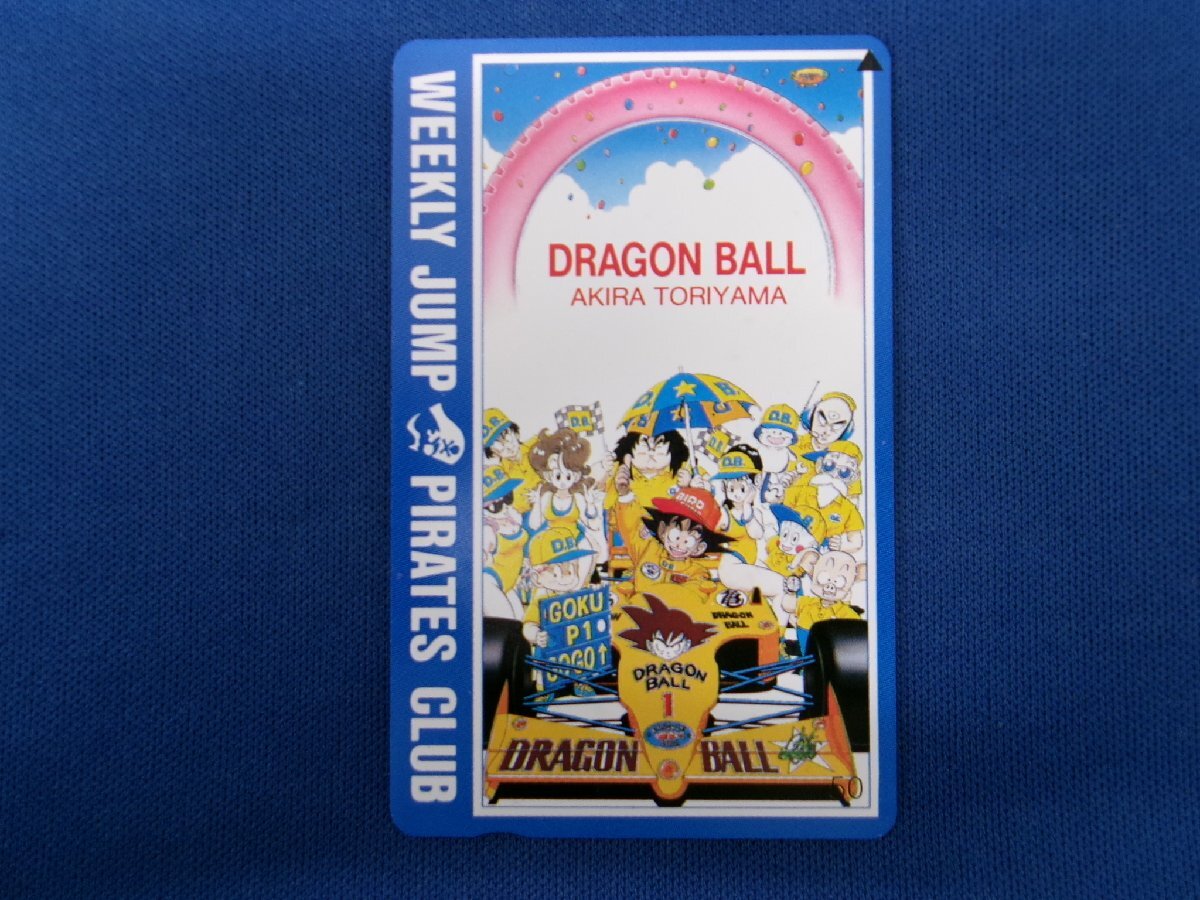 WEEKLY JUMP PIRATES CLUB
DRAGON BALL
AKIRA TORIYAMA
D.B.
D.B.
D.B.
D.B.
D.B.
BIRD
GOKU
P1
GOGO↑
DRAGON
BALL
DRAGON
BALL
1
DRAGON BALL
50